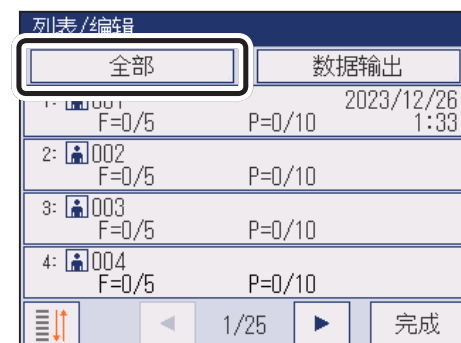 列表/编辑
全部 数据输出
1: 001 2023/12/26
F=0/5 P=0/10 1:33
2: 002
F=0/5 P=0/10
3: 003
F=0/5 P=0/10
4: 004
F=0/5 P=0/10
1/25 完成